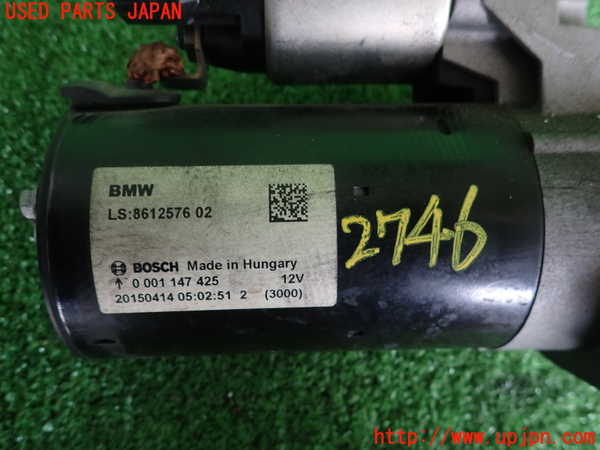 USED PARTS JAPAN
BMW
LS:8612576 02
BOSCH Made in Hungary
↑ 0 001 147 425 12V
20150414 05:02:51 2 (3000)
2746
UPJ
http://www.upjpn.com/